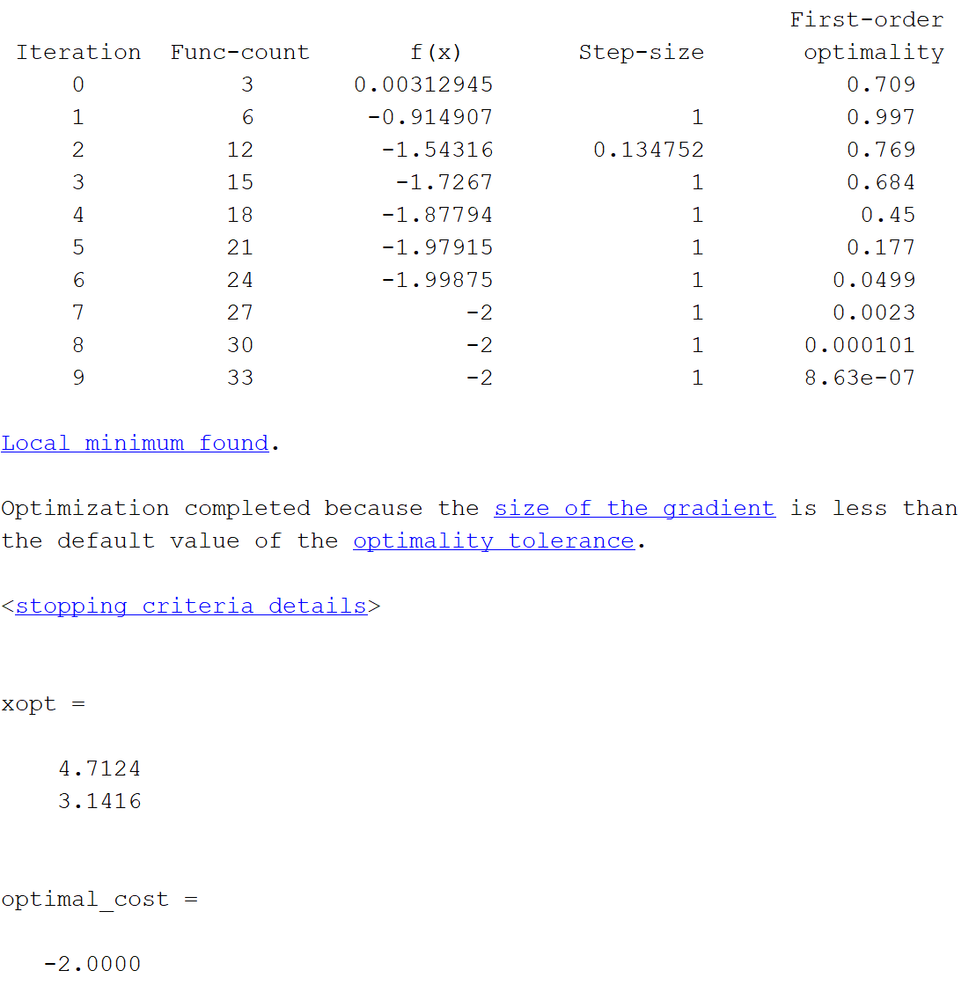 First-order
Iteration Func-count f(x) Step-size optimality
0 3 0.00312945 0.709
1 6 -0.914907 1 0.997
2 12 -1.54316 0.134752 0.769
3 15 -1.7267 1 0.684
4 18 -1.87794 1 0.45
5 21 -1.97915 1 0.177
6 24 -1.99875 1 0.0499
7 27 -2 1 0.0023
8 30 -2 1 0.000101
9 33 -2 1 8.63e-07
Local minimum found.
Optimization completed because the size of the gradient is less than
the default value of the optimality tolerance.
<stopping criteria details>
xopt =
4.7124
3.1416
optimal_cost =
-2.0000